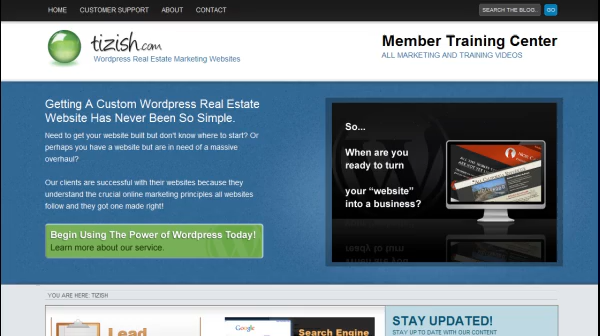 HOME CUSTOMER SUPPORT ABOUT CONTACT SEARCH THE BLOG. GO
tizish.com
Wordpress Real Estate Marketing Websites
Member Training Center
ALL MARKETING AND TRAINING VIDEOS
Getting A Custom Wordpress Real Estate
Website Has Never Been So Simple.
Need to get your website built but don't know where to start? Or
perhaps you have a website but are in need of a massive
overhaul?
Our clients are successful with their websites because they
understand the crucial online marketing principles all websites
follow and they got one made right!
Begin Using The Power of Wordpress Today!
Learn more about our service.
So...
When are you
ready to turn
your “website”
into a business?
YOU ARE HERE: TIZISH
Lead
Google
Search Engine
STAY UPDATED!
STAY UP TO DATE WITH OUR CONTENT